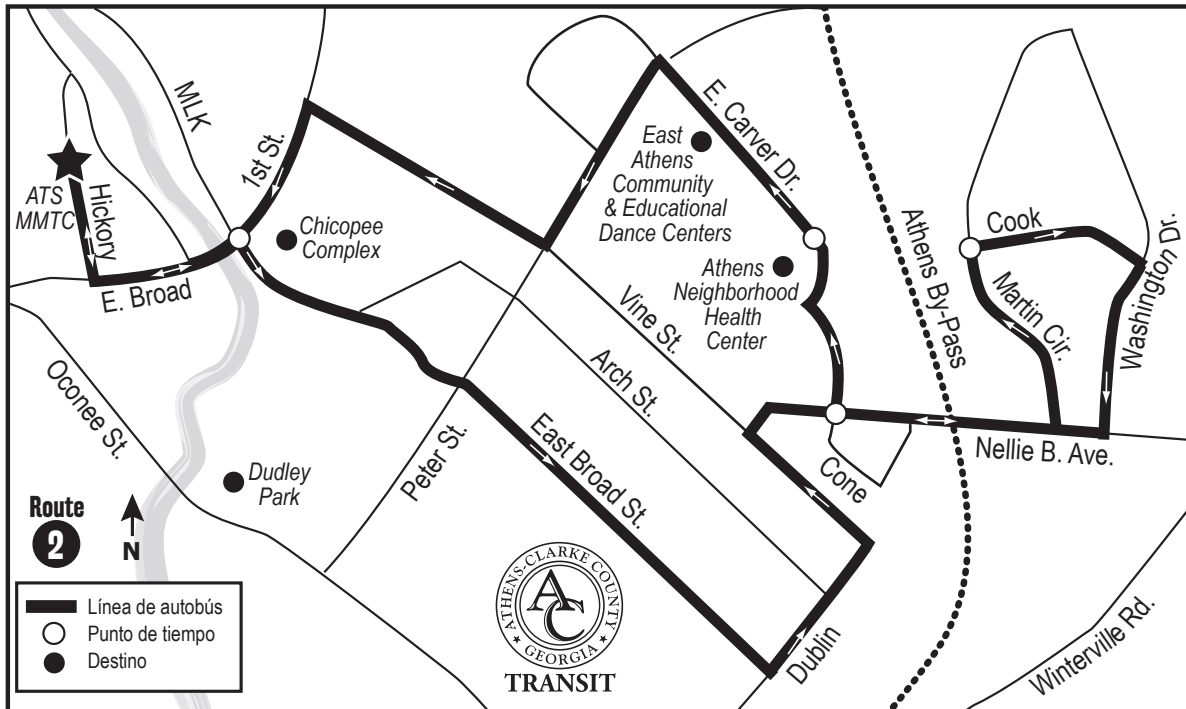 MLK
1st St.
E. Carver Dr.
East
Athens
Community
& Educational
Dance Centers
ATS
MMTC
Hickory
Chicopee
Complex
E. Broad
Athens
Neighborhood
Health
Center
Vine St.
Athens By-Pass
Cook
Martin Cir.
Washington Dr.
Oconee St.
Arch St.
Peter St.
East Broad St.
Cone
Nellie B. Ave.
Dudley
Park
Route
2
N
Línea de autobús
Punto de tiempo
Destino
ATHENS-CLARKE COUNTY
AC
GEORGIA
TRANSIT
Dublin
Winterville Rd.